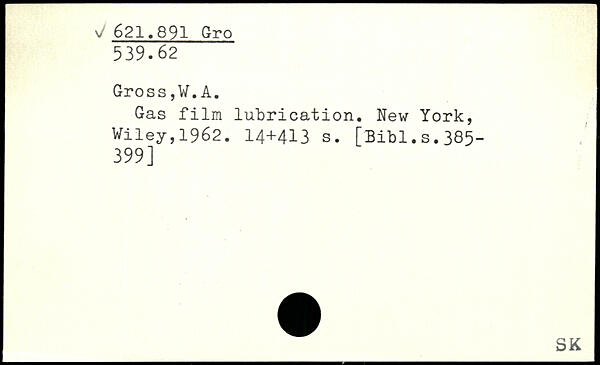 ✓ 621.891 Gro
539.62
Gross,W.A.
Gas film lubrication. New York,
Wiley,1962. 14+413 s. [Bibl.s.385-
399]
SK